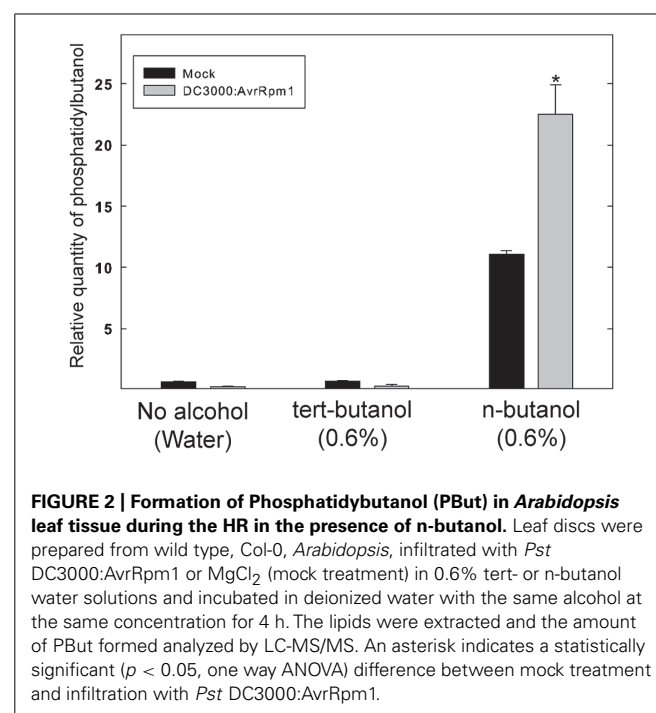 Relative quantity of phosphatidylbutanol
25
20
15
10
5
Mock
DC3000:AvrRpm1
*
No alcohol
(Water)
tert-butanol
(0.6%)
n-butanol
(0.6%)
FIGURE 2 | Formation of Phosphatidybutanol (PBut) in Arabidopsis
leaf tissue during the HR in the presence of n-butanol. Leaf discs were
prepared from wild type, Col-0, Arabidopsis, infiltrated with Pst
DC3000:AvrRpm1 or MgCl2 (mock treatment) in 0.6% tert- or n-butanol
water solutions and incubated in deionized water with the same alcohol at
the same concentration for 4 h. The lipids were extracted and the amount
of PBut formed analyzed by LC-MS/MS. An asterisk indicates a statistically
significant (p < 0.05, one way ANOVA) difference between mock treatment
and infiltration with Pst DC3000:AvrRpm1.